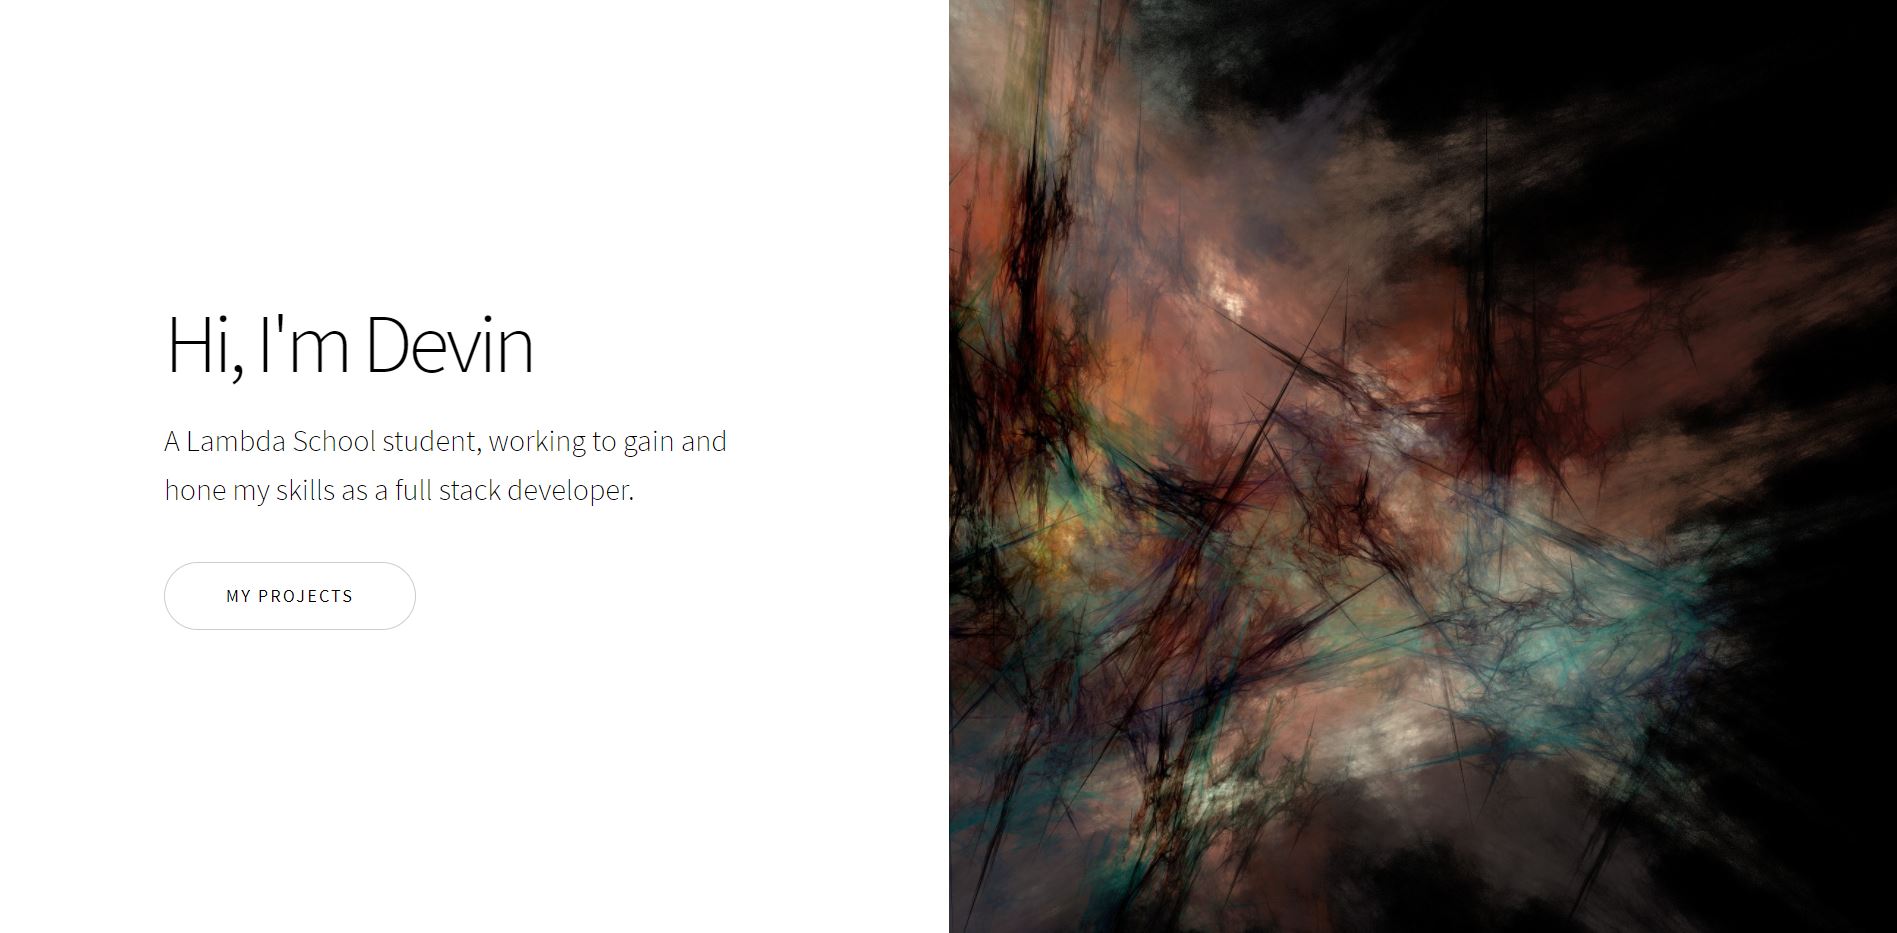 Hi, I'm Devin
A Lambda School student, working to gain and
hone my skills as a full stack developer.
MY PROJECTS